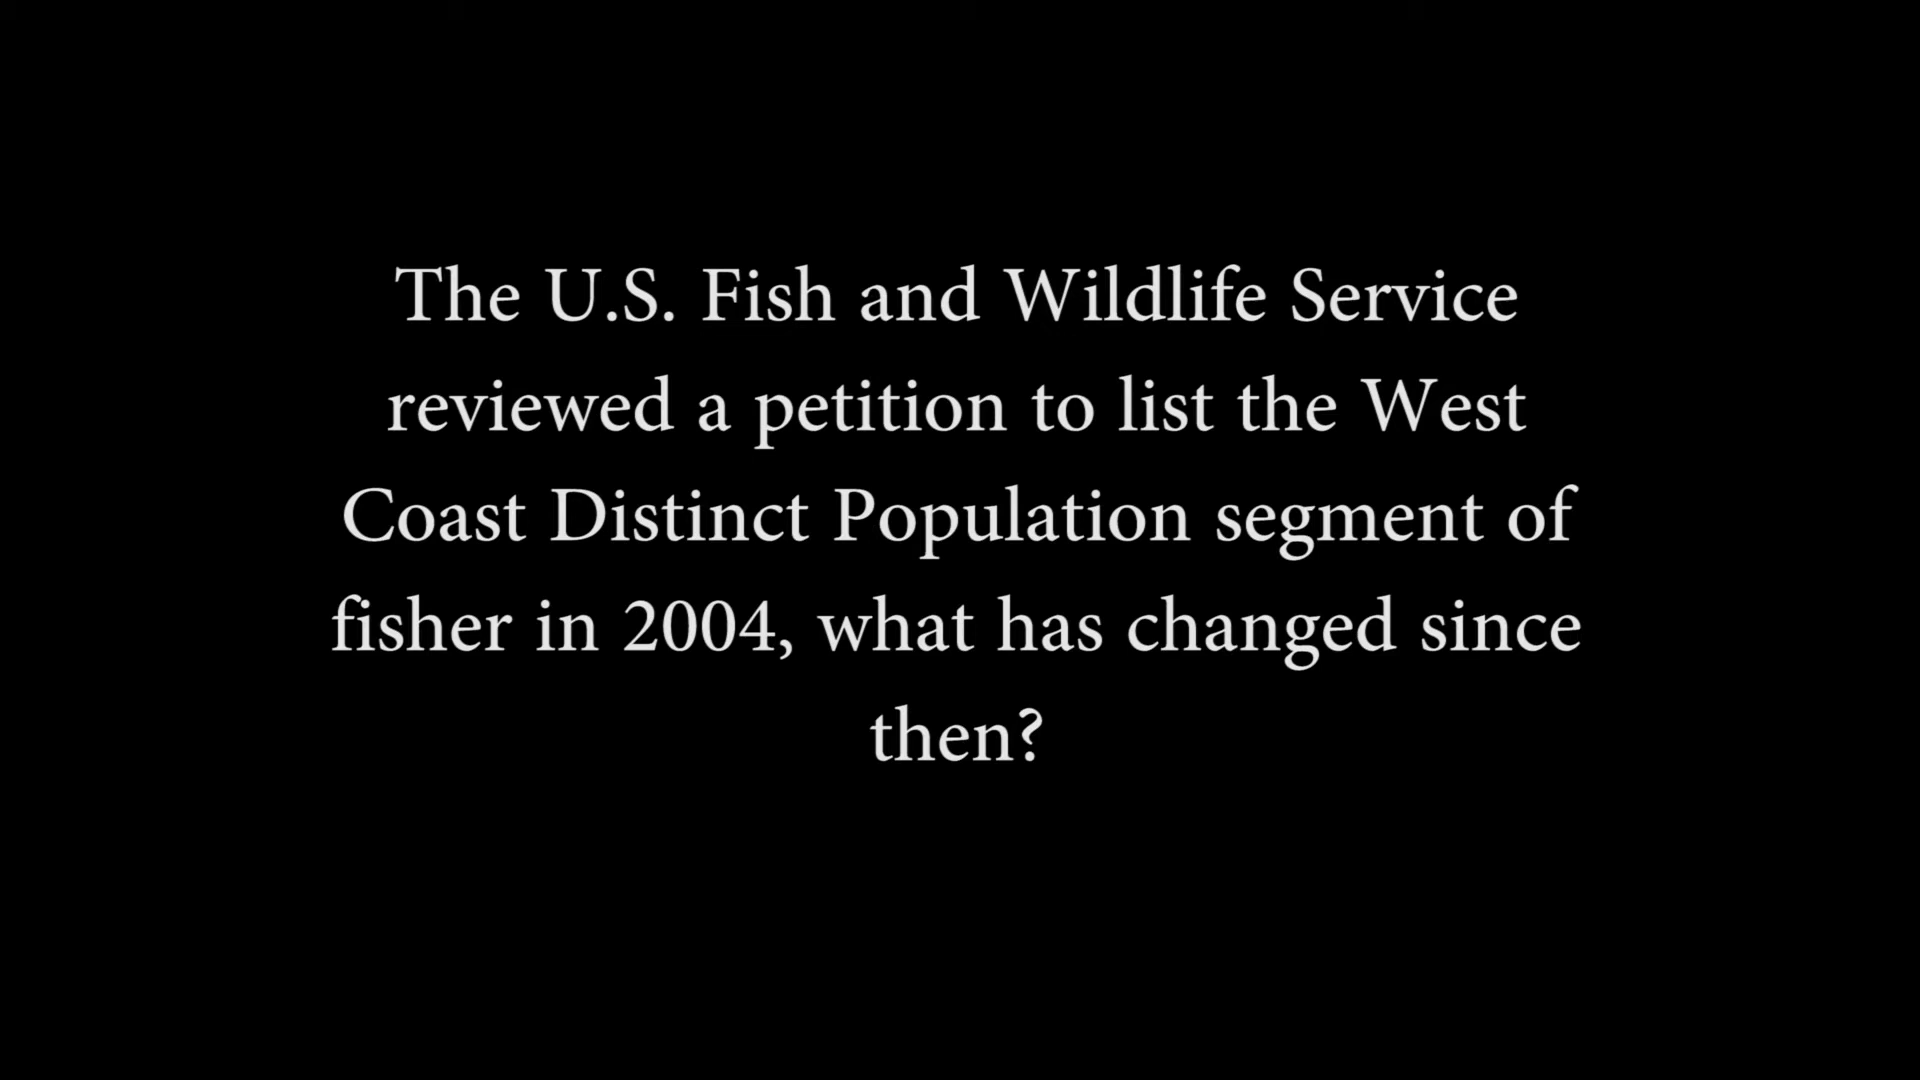 The U.S. Fish and Wildlife Service
reviewed a petition to list the West
Coast Distinct Population segment of
fisher in 2004, what has changed since
then?